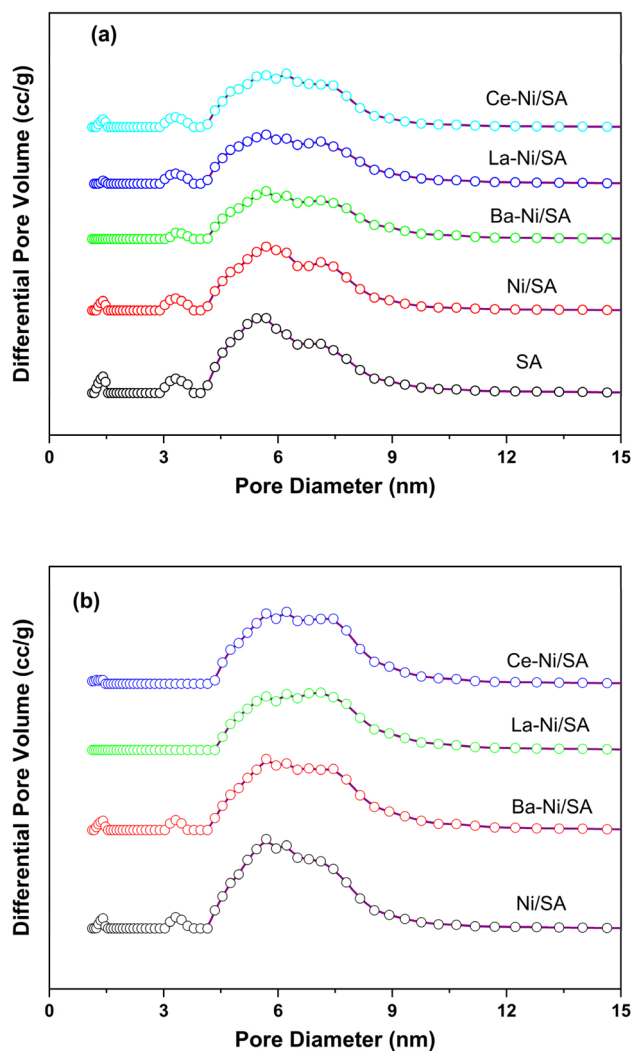 (a)
Differential Pore Volume (cc/g)
Ce-Ni/SA
La-Ni/SA
Ba-Ni/SA
Ni/SA
SA
0 3 6 9 12 15
Pore Diameter (nm)
(b)
Differential Pore Volume (cc/g)
Ce-Ni/SA
La-Ni/SA
Ba-Ni/SA
Ni/SA
0 3 6 9 12 15
Pore Diameter (nm)